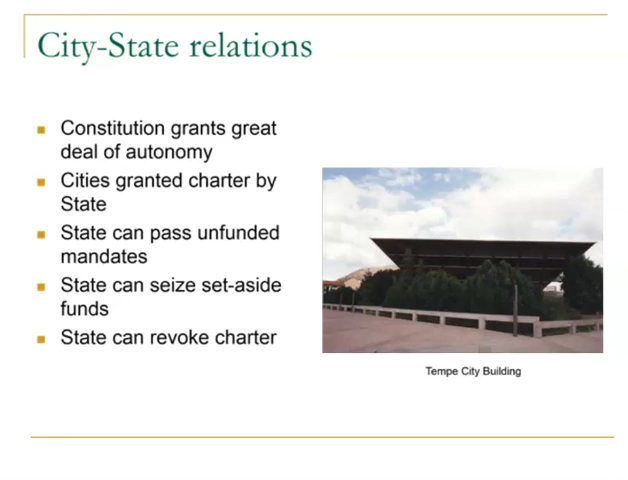 City-State relations
Constitution grants great
deal of autonomy
Cities granted charter by
State
State can pass unfunded
mandates
State can seize set-aside
funds
State can revoke charter
Tempe City Building